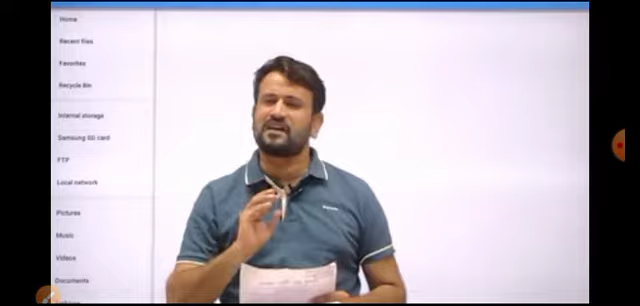 Home
Recent files
Favorites
Recycle Bin
Internal storage
Samsung SD card
FTP
Local network
Pictures
Music
Videos
Documents